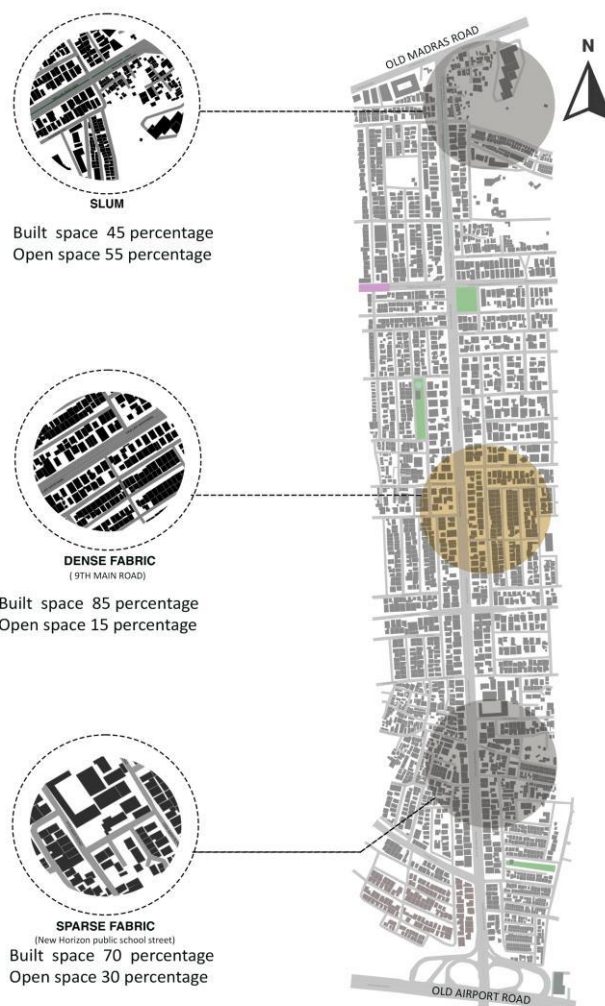 OLD MADRAS ROAD
N
SLUM
Built space 45 percentage
Open space 55 percentage
DENSE FABRIC
( 9TH MAIN ROAD)
Built space 85 percentage
Open space 15 percentage
SPARSE FABRIC
(New Horizon public school street)
Built space 70 percentage
Open space 30 percentage
OLD AIRPORT ROAD